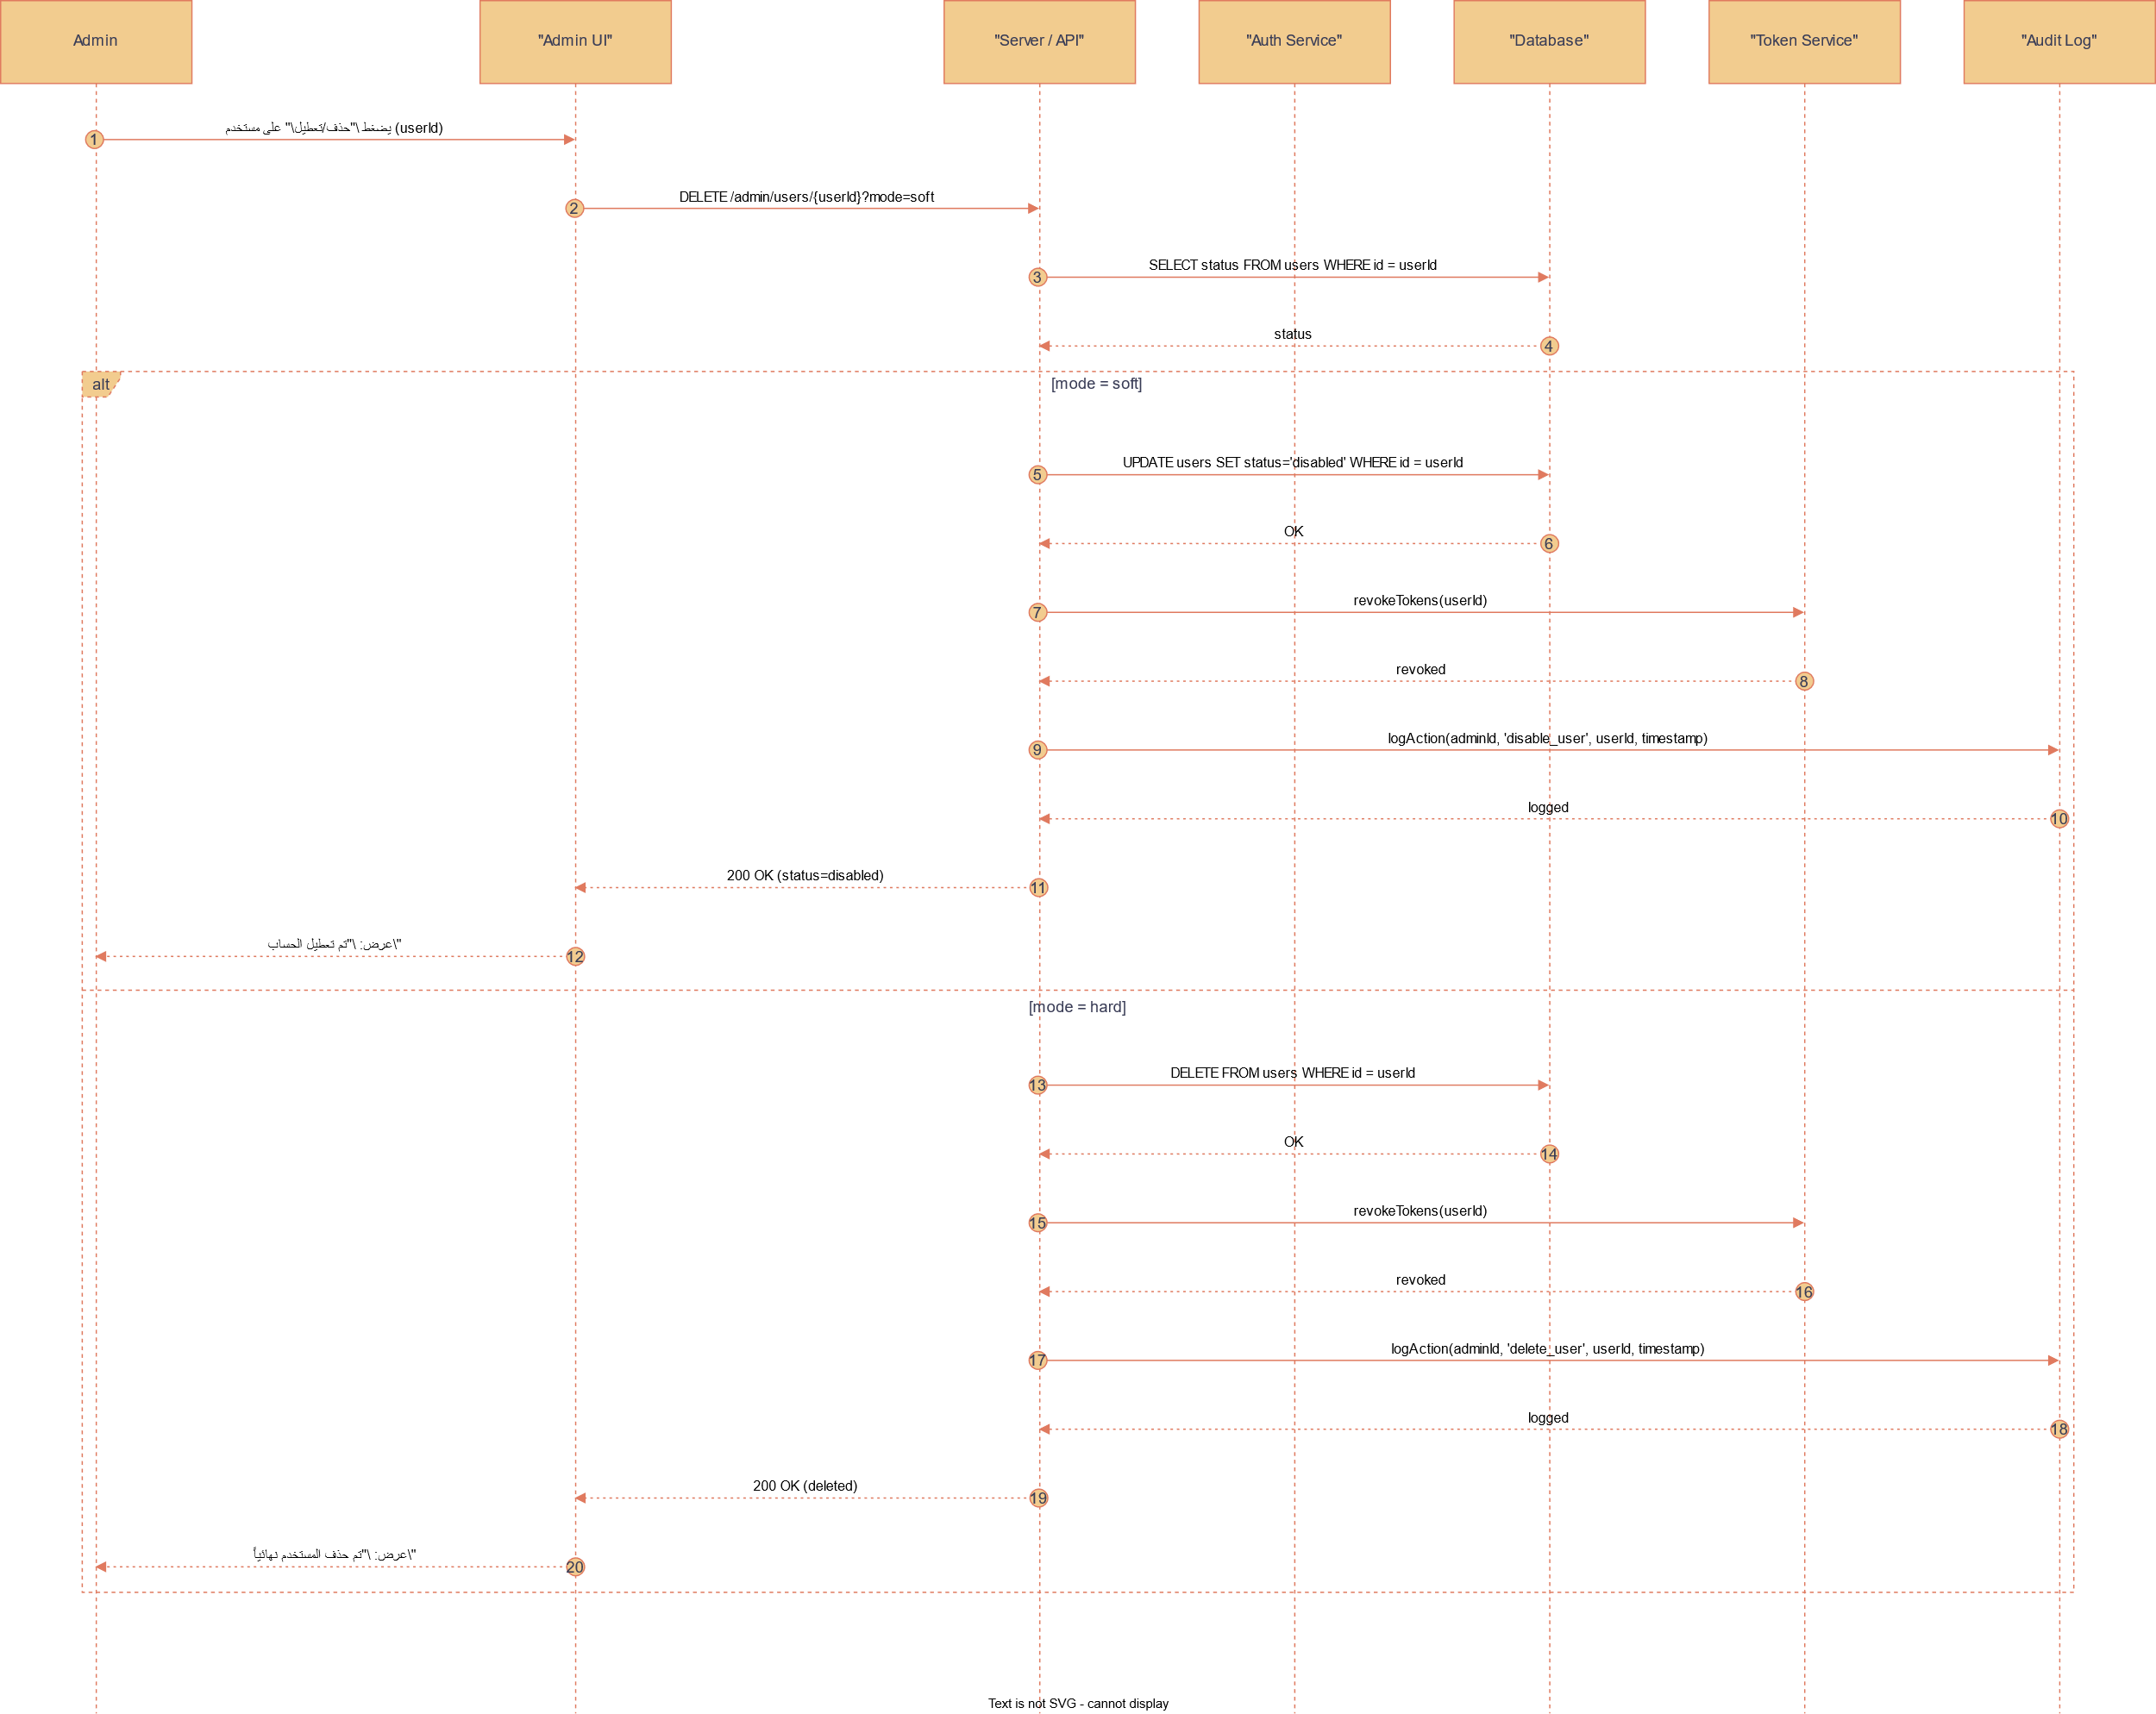 Admin
"Admin UI"
"Server / API"
"Auth Service"
"Database"
"Token Service"
"Audit Log"
1
يضغط \"حذف/تعطيل\" على مستخدم (userId)
2
DELETE /admin/users/{userId}?mode=soft
3
SELECT status FROM users WHERE id = userId
status
4
alt
[mode = soft]
5
UPDATE users SET status='disabled' WHERE id = userId
OK
6
7
revokeTokens(userId)
revoked
8
9
logAction(adminId, 'disable_user', userId, timestamp)
logged
10
200 OK (status=disabled)
11
عرض: \"تم تعطيل الحساب\"
12
[mode = hard]
13
DELETE FROM users WHERE id = userId
OK
14
15
revokeTokens(userId)
revoked
16
17
logAction(adminId, 'delete_user', userId, timestamp)
logged
18
200 OK (deleted)
19
عرض: \"تم حذف المستخدم نهائياً\"
20
Text is not SVG - cannot display